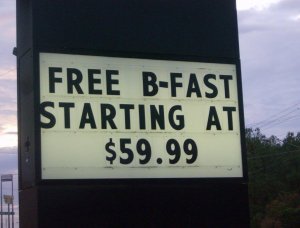 FREE B-FAST
STARTING AT
$59.99